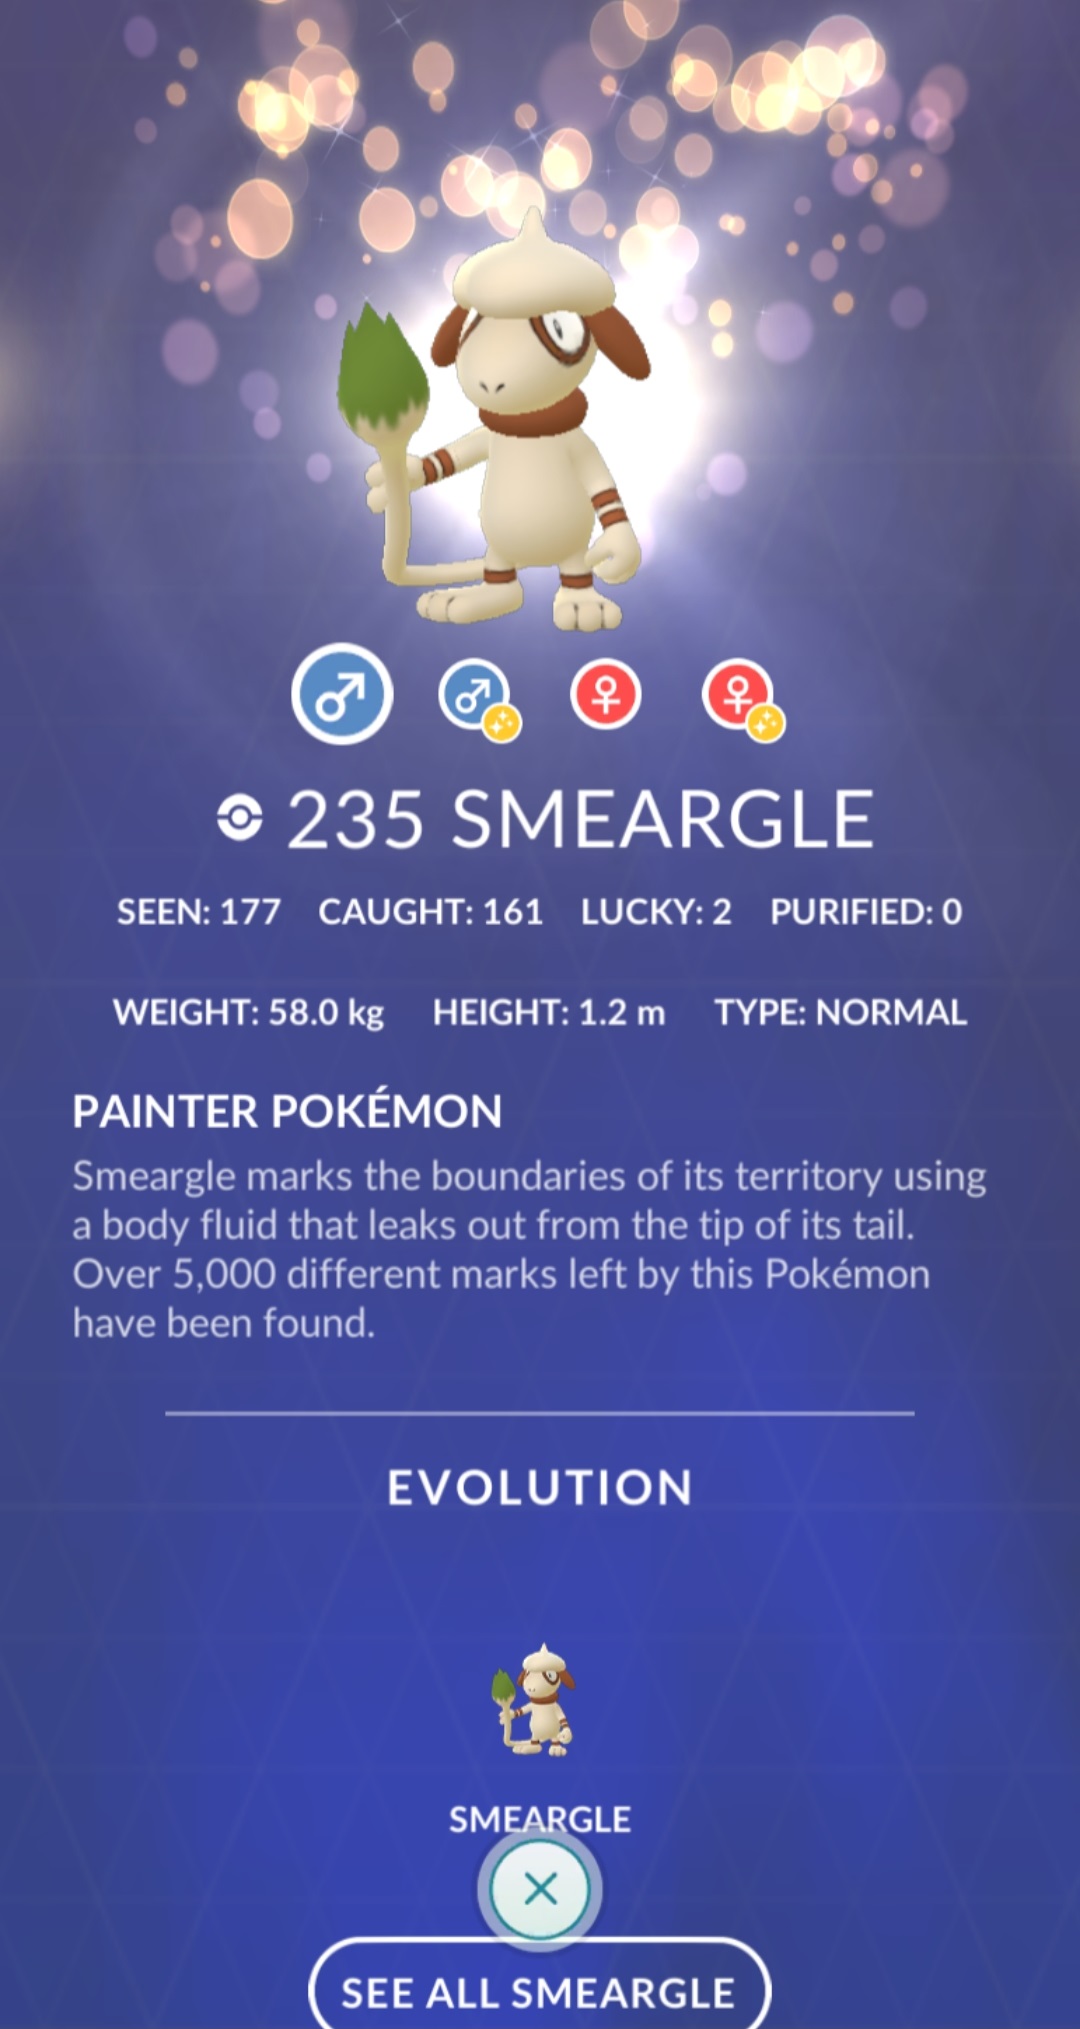 235 SMEARGLE
SEEN: 177 CAUGHT: 161 LUCKY: 2 PURIFIED: 0
WEIGHT: 58.0 kg HEIGHT: 1.2 m TYPE: NORMAL
PAINTER POKÉMON
Smeargle marks the boundaries of its territory using
a body fluid that leaks out from the tip of its tail.
Over 5,000 different marks left by this Pokémon
have been found.
EVOLUTION
SMEARGLE
SEE ALL SMEARGLE